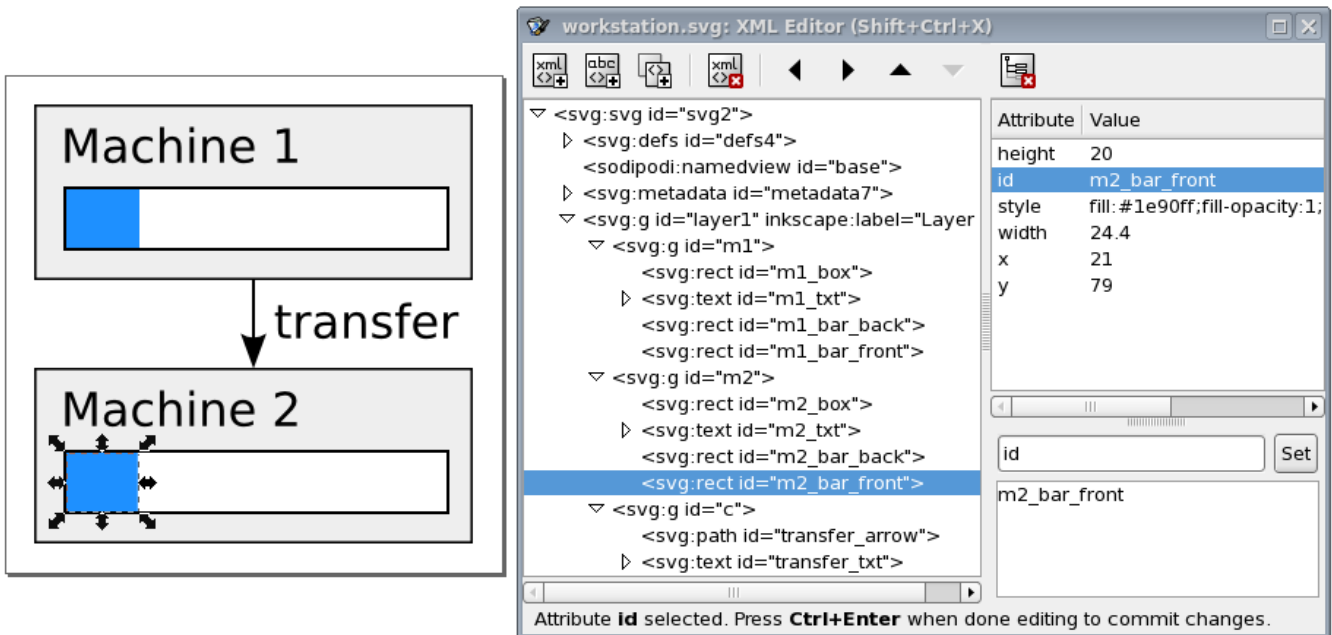 Machine 1
transfer
Machine 2
workstation.svg: XML Editor (Shift+Ctrl+X)
xml
abc
xml
<svg:svg id="svg2">
<svg:defs id="defs4">
<sodipodi:namedview id="base">
<svg:metadata id="metadata7">
<svg:g id="layer1" inkscape:label="Layer
<svg:g id="m1">
<svg:rect id="m1_box">
<svg:text id="m1_txt">
<svg:rect id="m1_bar_back">
<svg:rect id="m1_bar_front">
<svg:g id="m2">
<svg:rect id="m2_box">
<svg:text id="m2_txt">
<svg:rect id="m2_bar_back">
<svg:rect id="m2_bar_front">
<svg:g id="c">
<svg:path id="transfer_arrow">
<svg:text id="transfer_txt">
Attribute Value
height 20
id m2_bar_front
style fill:#1e90ff;fill-opacity:1;
width 24.4
x 21
y 79
id Set
m2_bar_front
Attribute id selected. Press Ctrl+Enter when done editing to commit changes.